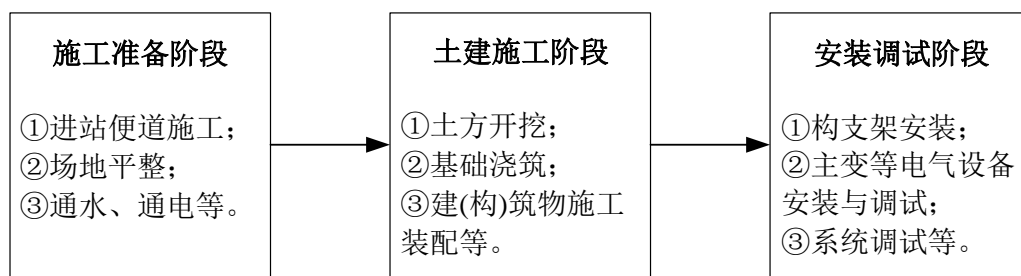 施工准备阶段
①进站便道施工；
②场地平整；
③通水、通电等。
土建施工阶段
①土方开挖；
②基础浇筑；
③建(构)筑物施工
装配等。
安装调试阶段
①构支架安装；
②主变等电气设备
安装与调试；
③系统调试等。